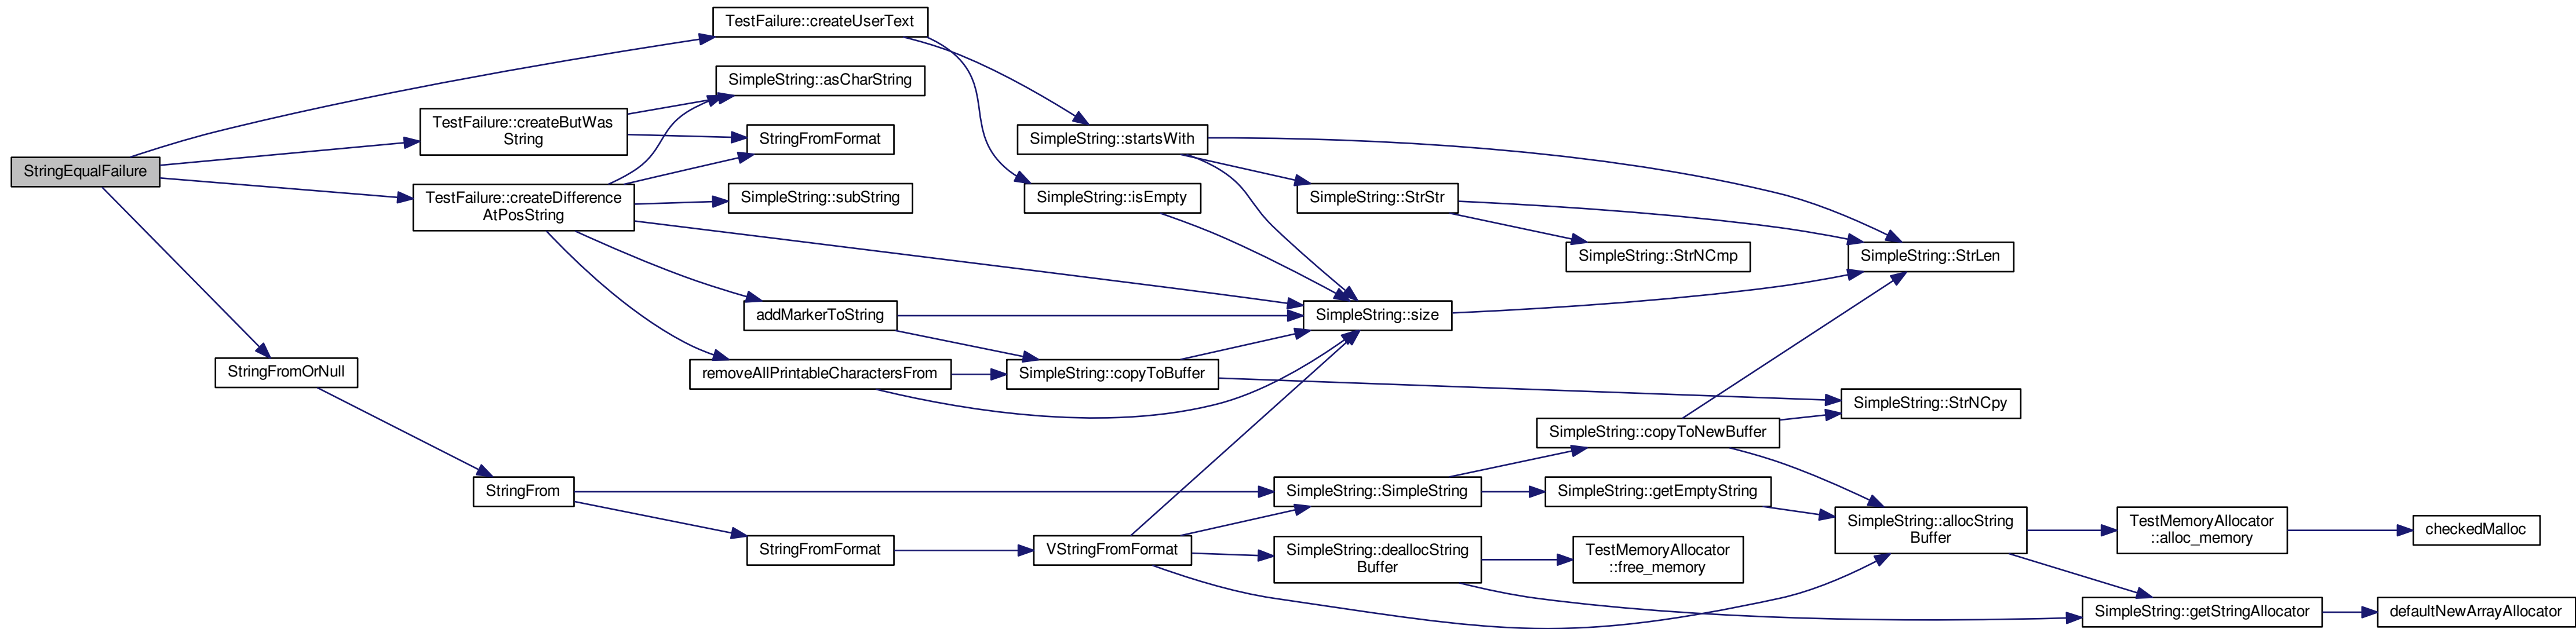 TestFailure::createUserText
SimpleString::asCharString
TestFailure::createButWas
String
StringFromFormat
SimpleString::startsWith
StringEqualFailure
TestFailure::createDifference
AtPosString
SimpleString::subString
SimpleString::isEmpty
SimpleString::StrStr
SimpleString::StrNCmp
SimpleString::StrLen
addMarkerToString
SimpleString::size
StringFromOrNull
removeAllPrintableCharactersFrom
SimpleString::copyToBuffer
SimpleString::StrNCpy
SimpleString::copyToNewBuffer
StringFrom
SimpleString::SimpleString
SimpleString::getEmptyString
SimpleString::allocString
Buffer
TestMemoryAllocator
::alloc_memory
checkedMalloc
StringFromFormat
VStringFromFormat
SimpleString::deallocString
Buffer
TestMemoryAllocator
::free_memory
SimpleString::getStringAllocator
defaultNewArrayAllocator